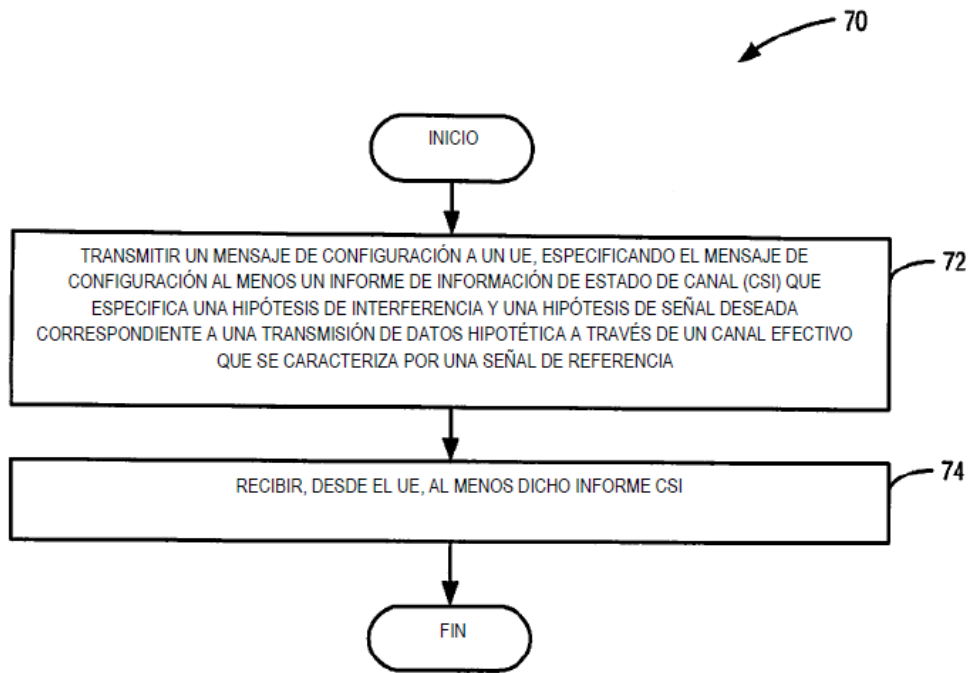 70
INICIO
TRANSMITIR UN MENSAJE DE CONFIGURACIÓN A UN UE, ESPECIFICANDO EL MENSAJE DE
CONFIGURACIÓN AL MENOS UN INFORME DE INFORMACIÓN DE ESTADO DE CANAL (CSI) QUE
ESPECIFICA UNA HIPÓTESIS DE INTERFERENCIA Y UNA HIPÓTESIS DE SEÑAL DESEADA
CORRESPONDIENTE A UNA TRANSMISIÓN DE DATOS HIPOTÉTICA A TRAVÉS DE UN CANAL EFECTIVO
QUE SE CARACTERIZA POR UNA SEÑAL DE REFERENCIA
72
RECIBIR, DESDE EL UE, AL MENOS DICHO INFORME CSI
74
FIN